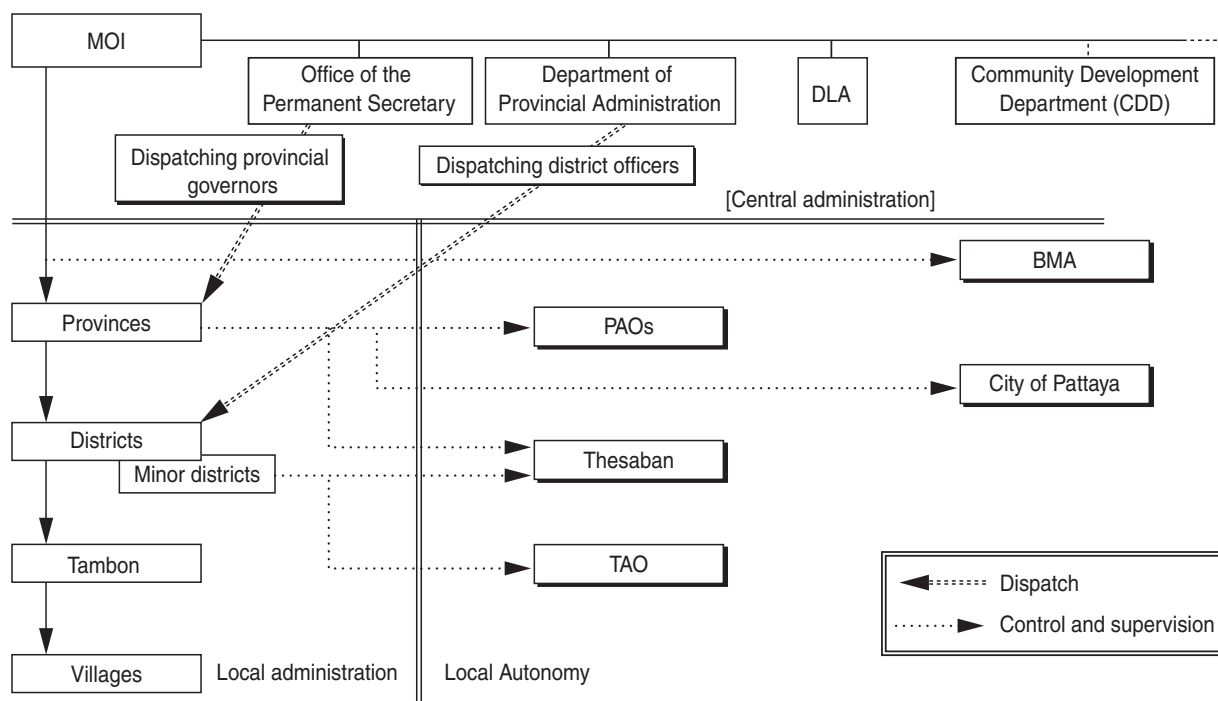 MOI
Office of the
Permanent Secretary
Department of
Provincial Administration
DLA
Community Development
Department (CDD)
Dispatching provincial
governors
Dispatching district officers
[Central administration]
BMA
Provinces
PAOs
City of Pattaya
Districts
Minor districts
Thesaban
Tambon
TAO
Dispatch
Control and supervision
Villages
Local administration
Local Autonomy